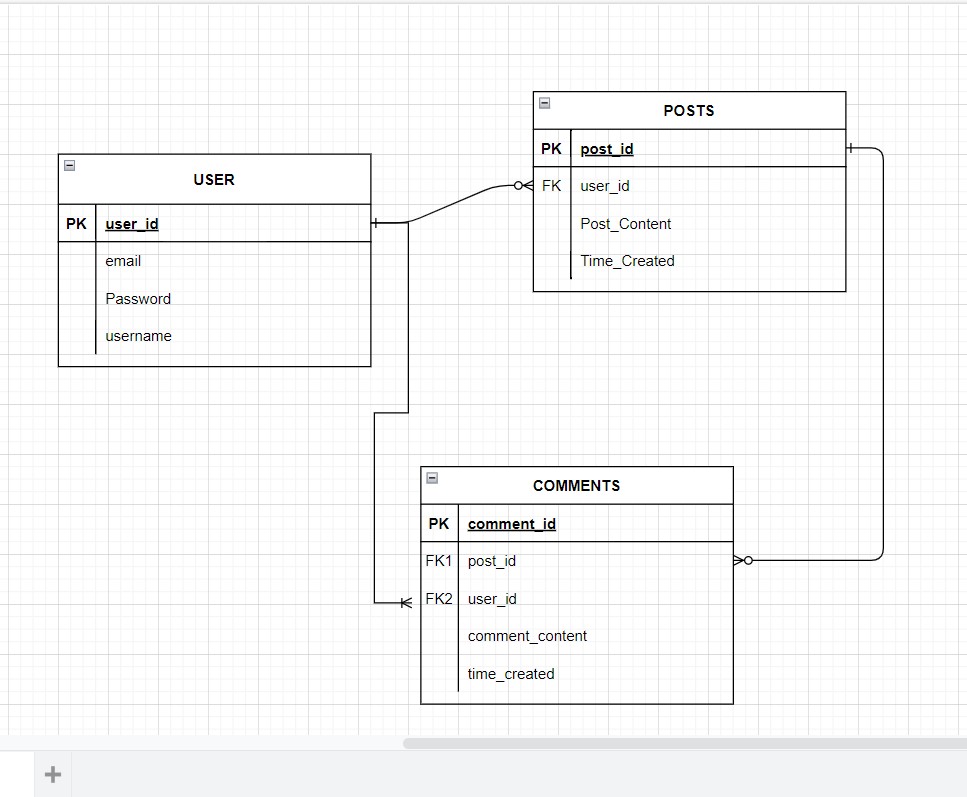 USER
PK user_id
email
Password
username
POSTS
PK post_id
FK user_id
Post_Content
Time_Created
COMMENTS
PK comment_id
FK1 post_id
FK2 user_id
comment_content
time_created